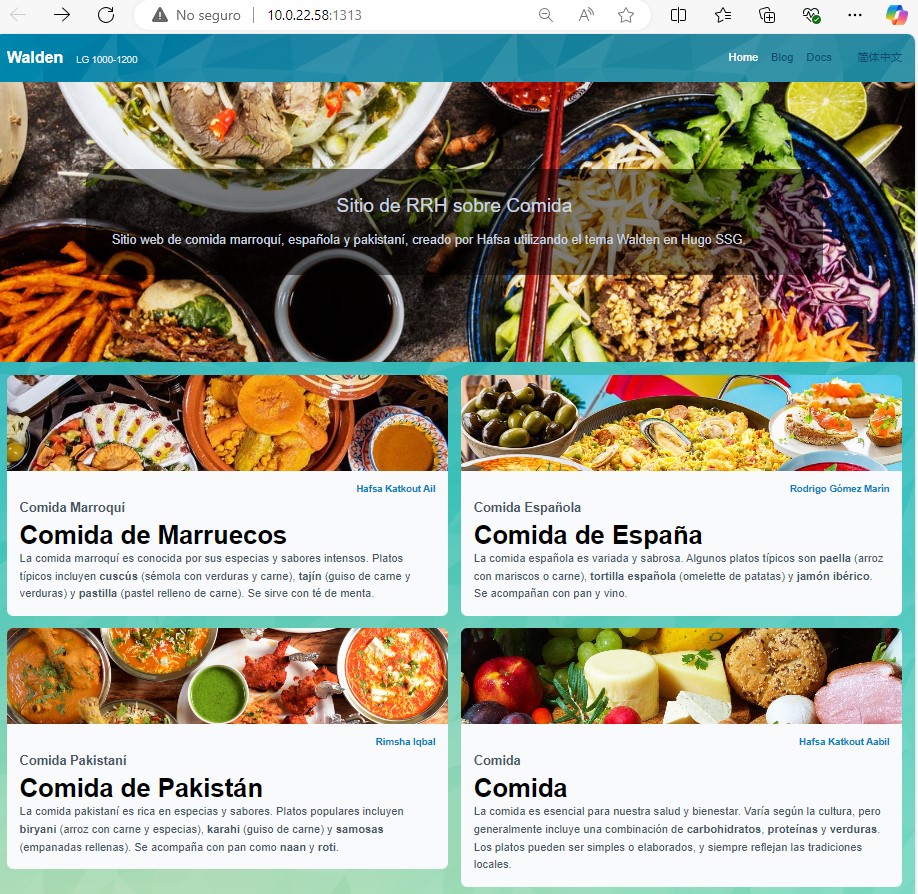 No seguro
10.0.22.58:1313
Walden LG 1000-1200 Home Blog Docs 简体中文
Sitio de RRH sobre Comida
Sitio web de comida marroquí, española y pakistaní, creado por Hafsa utilizando el tema Walden en Hugo SSG.
Hafsa Katkout Ail
Comida Marroquí
Comida de Marruecos
La comida marroquí es conocida por sus especias y sabores intensos. Platos
típicos incluyen cuscús (sémola con verduras y carne), tajín (guiso de carne y
verduras) y pastilla (pastel relleno de carne). Se sirve con té de menta.
Rodrigo Gómez Marin
Comida Española
Comida de España
La comida española es variada y sabrosa. Algunos platos típicos son paella (arroz
con mariscos o carne), tortilla española (omelette de patatas) y jamón ibérico.
Se acompañan con pan y vino.
Rimsha Iqbal
Comida Pakistaní
Comida de Pakistán
La comida pakistaní es rica en especias y sabores. Platos populares incluyen
biryani (arroz con carne y especias), karahi (guiso de carne) y samosas
(empanadas rellenas). Se acompaña con pan como naan y roti.
Hafsa Katkout Aabil
Comida
Comida
La comida es esencial para nuestra salud y bienestar. Varía según la cultura, pero
generalmente incluye una combinación de carbohidratos, proteínas y verduras.
Los platos pueden ser simples o elaborados, y siempre reflejan las tradiciones
locales.